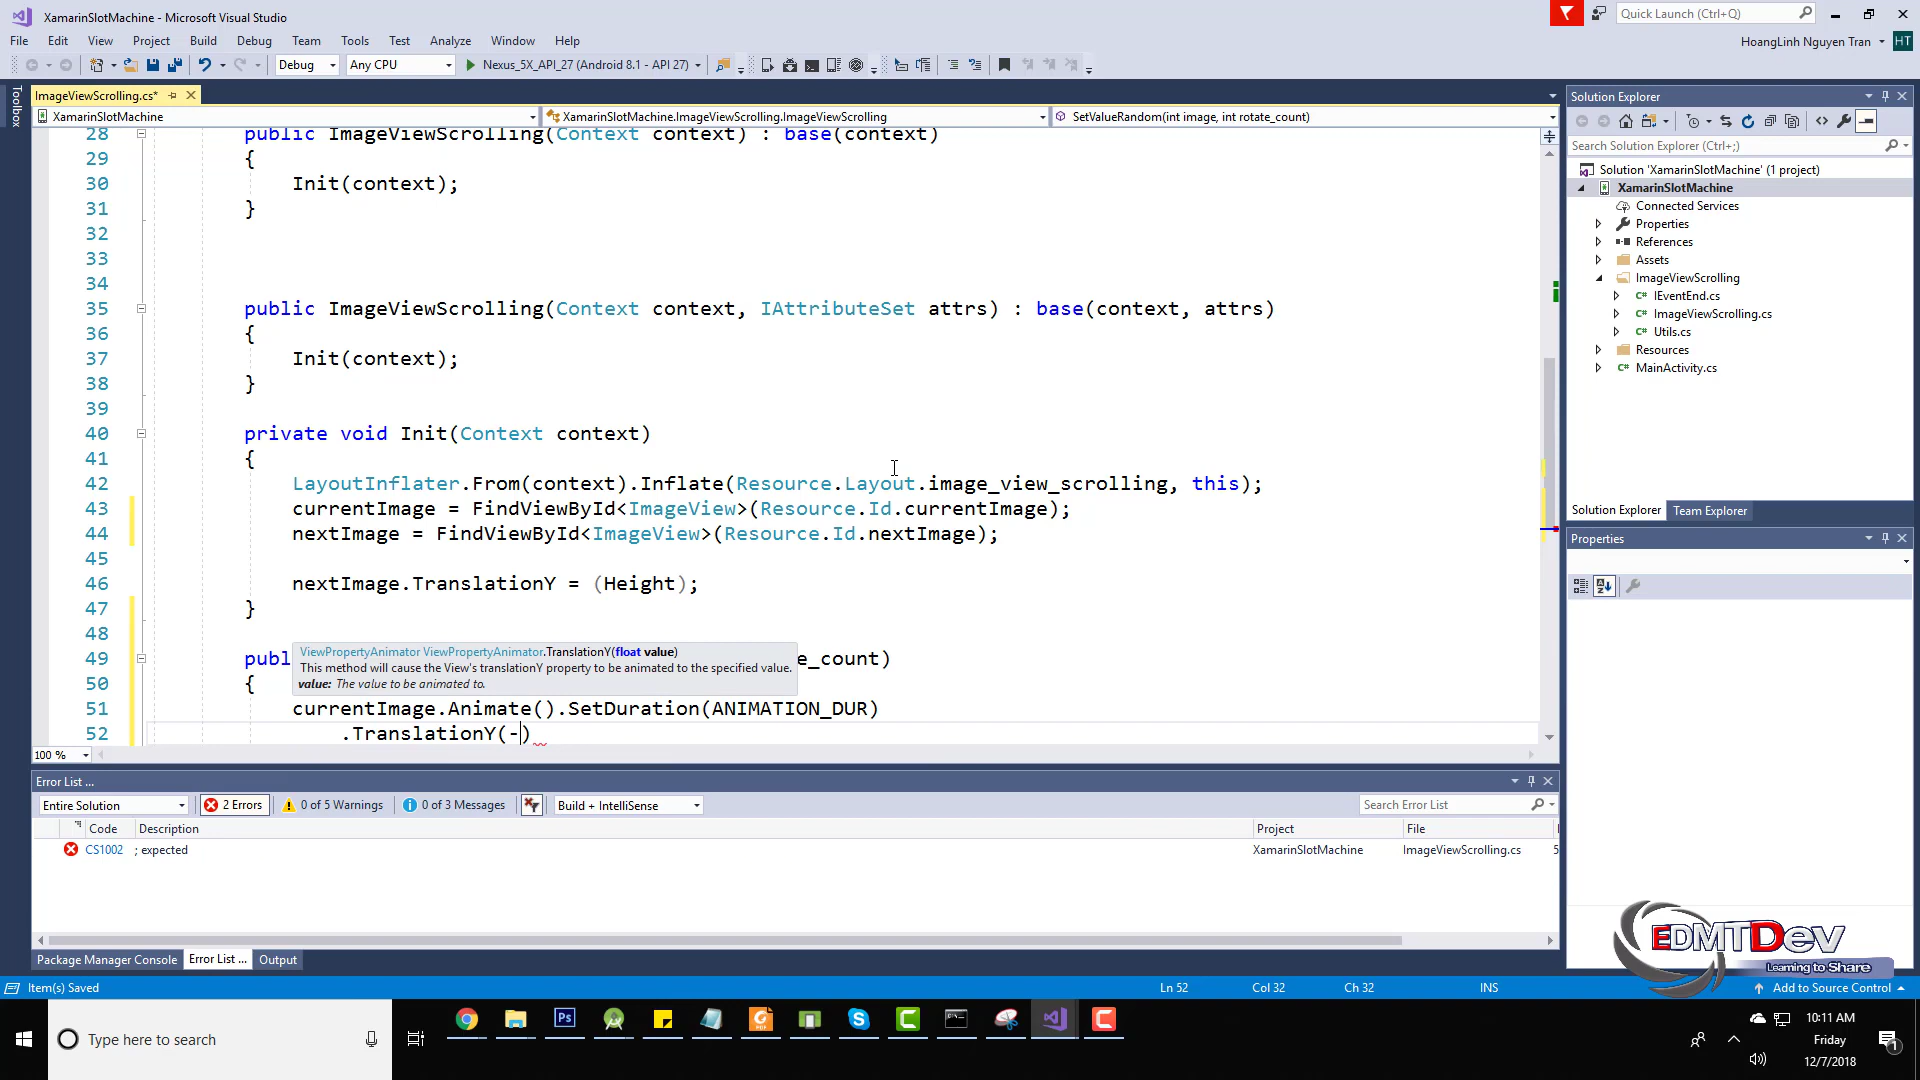 XamarinSlotMachine - Microsoft Visual Studio
Quick Launch (Ctrl+Q)
File Edit View Project Build Debug Team Tools Test Analyze Window Help
HoangLinh Nguyen Tran HT
Debug Any CPU Nexus_5X_API_27 (Android 8.1 - API 27)
Toolbox
ImageViewScrolling.cs*
XamarinSlotMachine XamarinSlotMachine.ImageViewScrolling.ImageViewScrolling SetValueRandom(int image, int rotate_count)
28 public ImageViewScrolling(Context context) : base(context)
29 {
30 Init(context);
31 }
32
33
34
35 public ImageViewScrolling(Context context, IAttributeSet attrs) : base(context, attrs)
36 {
37 Init(context);
38 }
39
40 private void Init(Context context)
41 {
42 LayoutInflater.From(context).Inflate(Resource.Layout.image_view_scrolling, this);
43 currentImage = FindViewById<ImageView>(Resource.Id.currentImage);
44 nextImage = FindViewById<ImageView>(Resource.Id.nextImage);
45
46 nextImage.TranslationY = (Height);
47 }
48
49 publ e_count)
ViewPropertyAnimator ViewPropertyAnimator.TranslationY(float value)
This method will cause the View's translationY property to be animated to the specified value.
value: The value to be animated to.
50 {
51 currentImage.Animate().SetDuration(ANIMATION_DUR)
52 .TranslationY(-)
100 %
Solution Explorer
Search Solution Explorer (Ctrl+;)
Solution 'XamarinSlotMachine' (1 project)
XamarinSlotMachine
Connected Services
Properties
References
Assets
ImageViewScrolling
IEventEnd.cs
ImageViewScrolling.cs
Utils.cs
Resources
MainActivity.cs
Solution Explorer Team Explorer
Properties
Error List ...
Entire Solution 2 Errors 0 of 5 Warnings 0 of 3 Messages Build + IntelliSense Search Error List
Code Description Project File
CS1002 ; expected XamarinSlotMachine ImageViewScrolling.cs 5
Package Manager Console Error List ... Output
EDMTDev
Learning to Share
Item(s) Saved Ln 52 Col 32 Ch 32 INS Add to Source Control
Type here to search
10:11 AM
Friday
12/7/2018
1